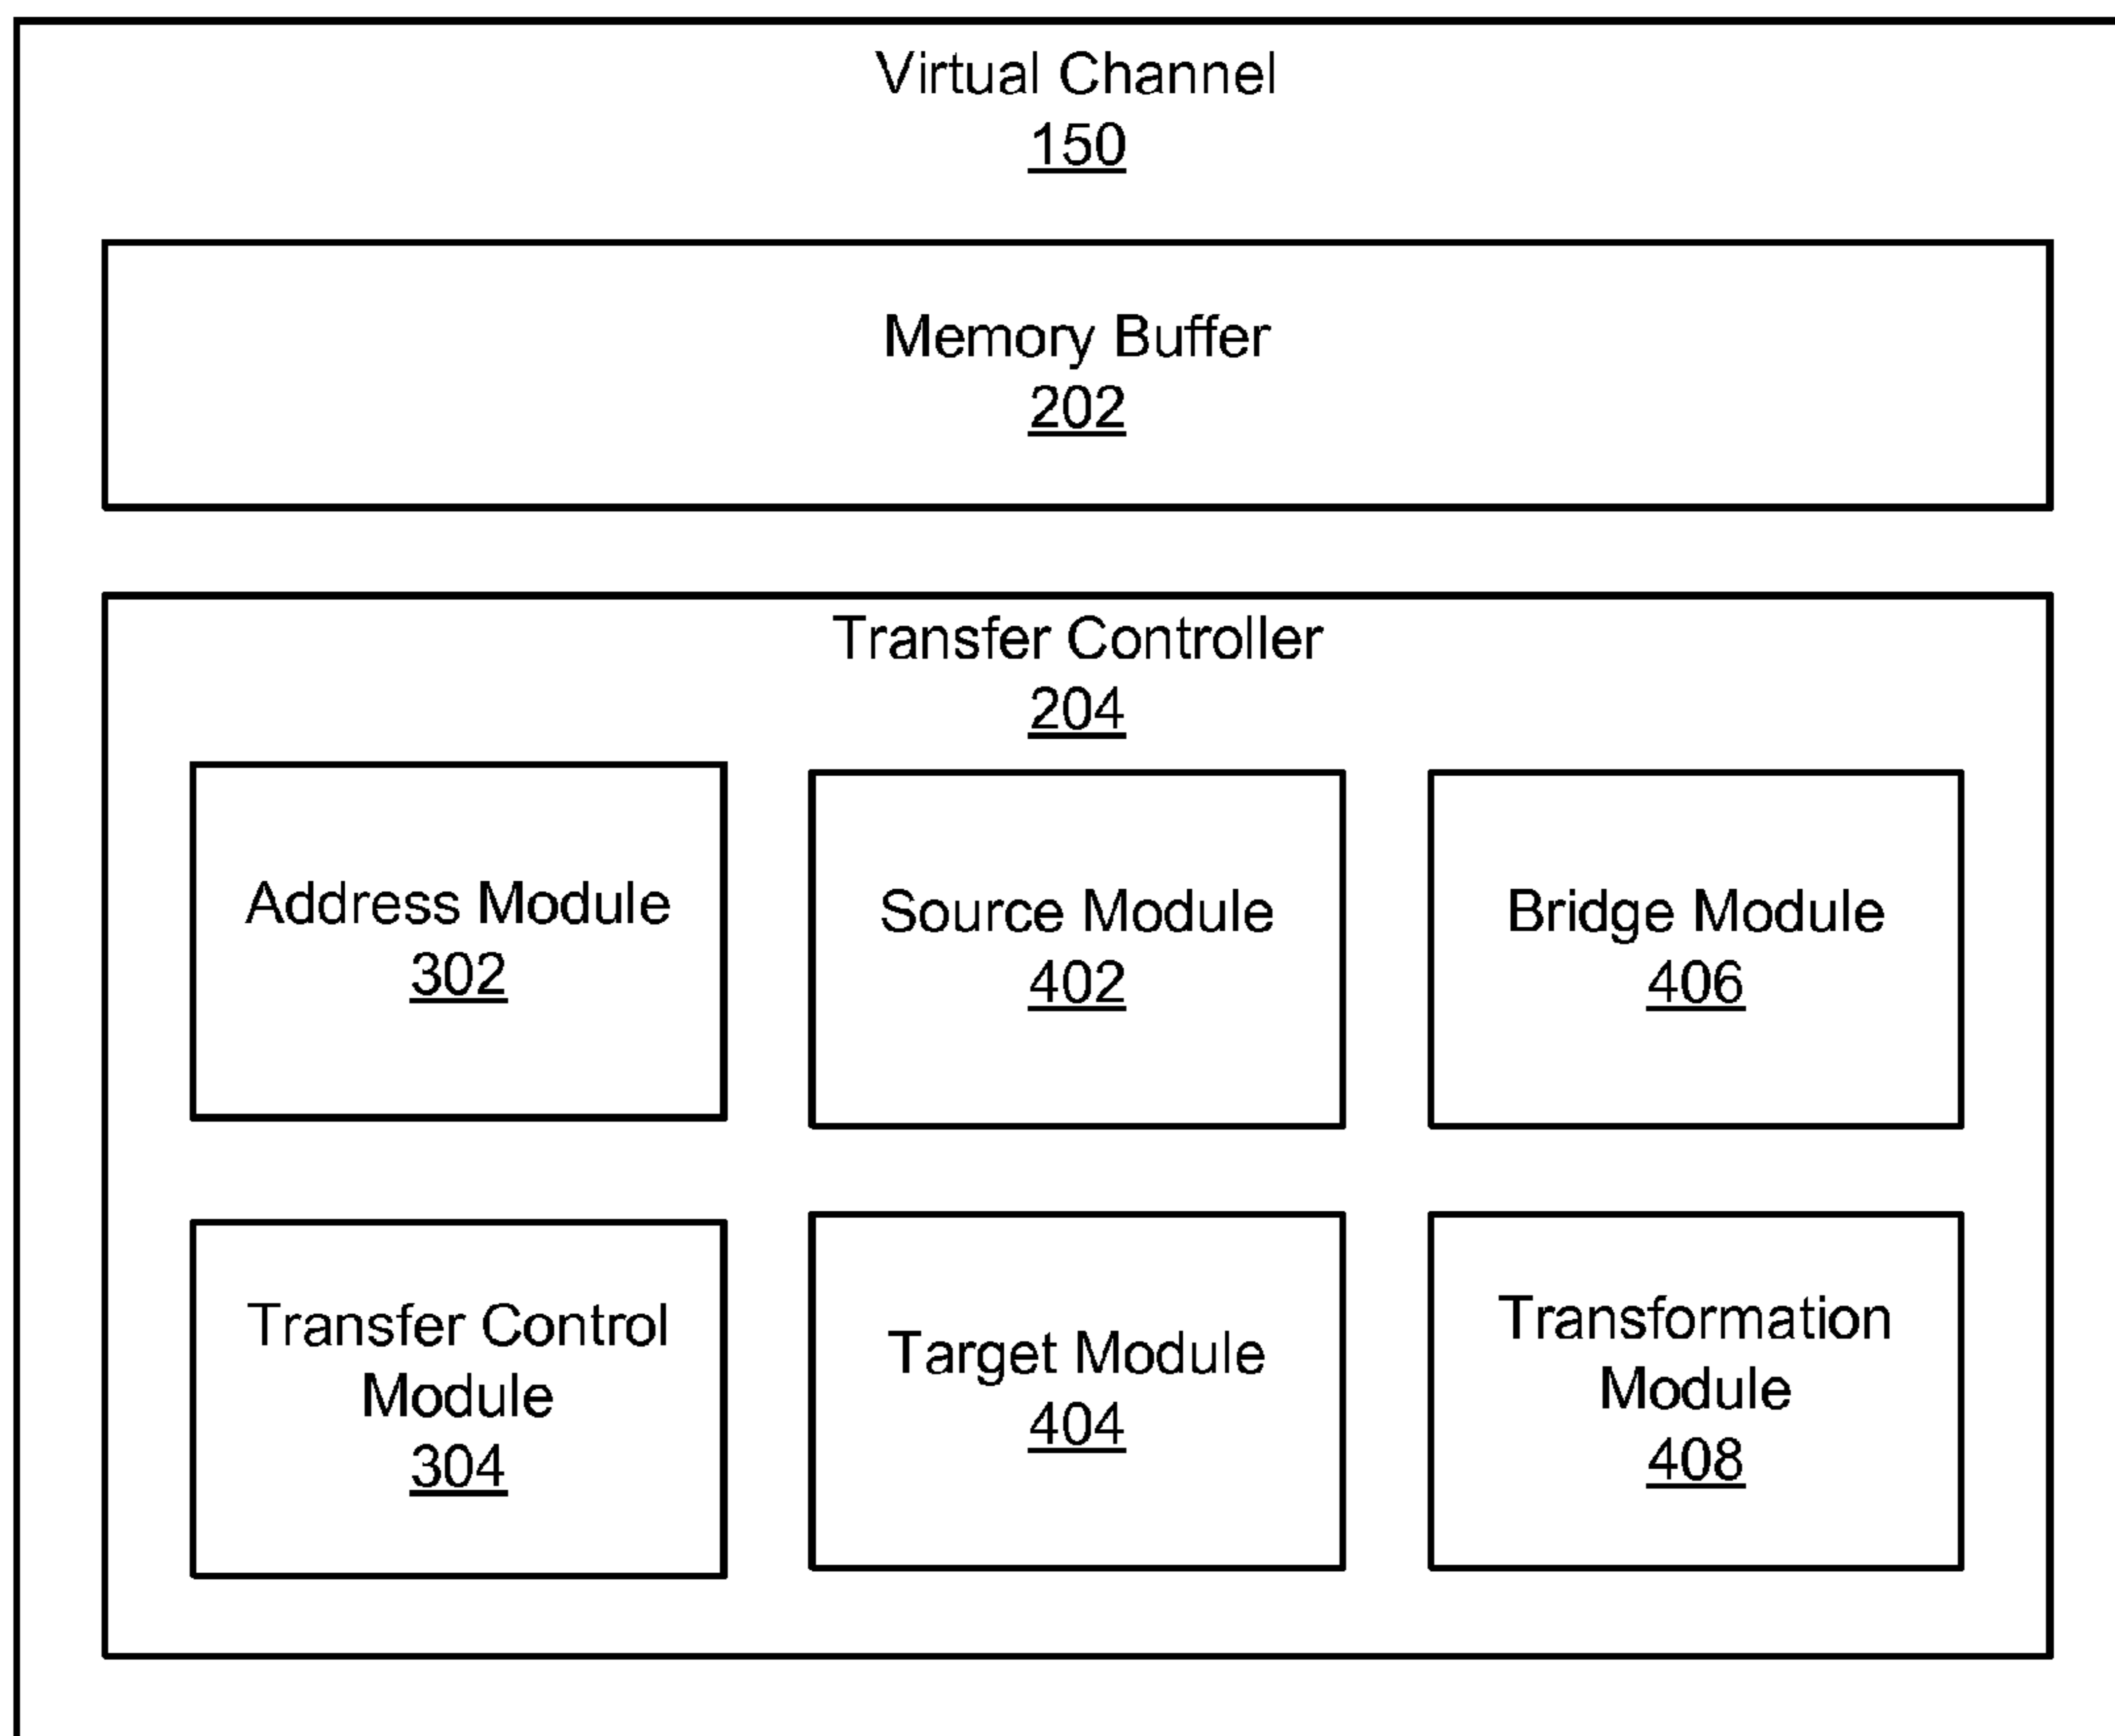 Virtual Channel
150
Memory Buffer
202
Transfer Controller
204
Address Module
302
Source Module
402
Bridge Module
406
Transfer Control
Module
304
Target Module
404
Transformation
Module
408